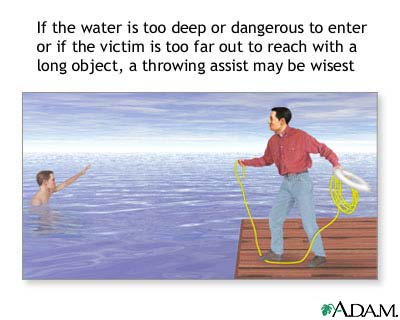 If the water is too deep or dangerous to enter
or if the victim is too far out to reach with a
long object, a throwing assist may be wisest
ADAM.